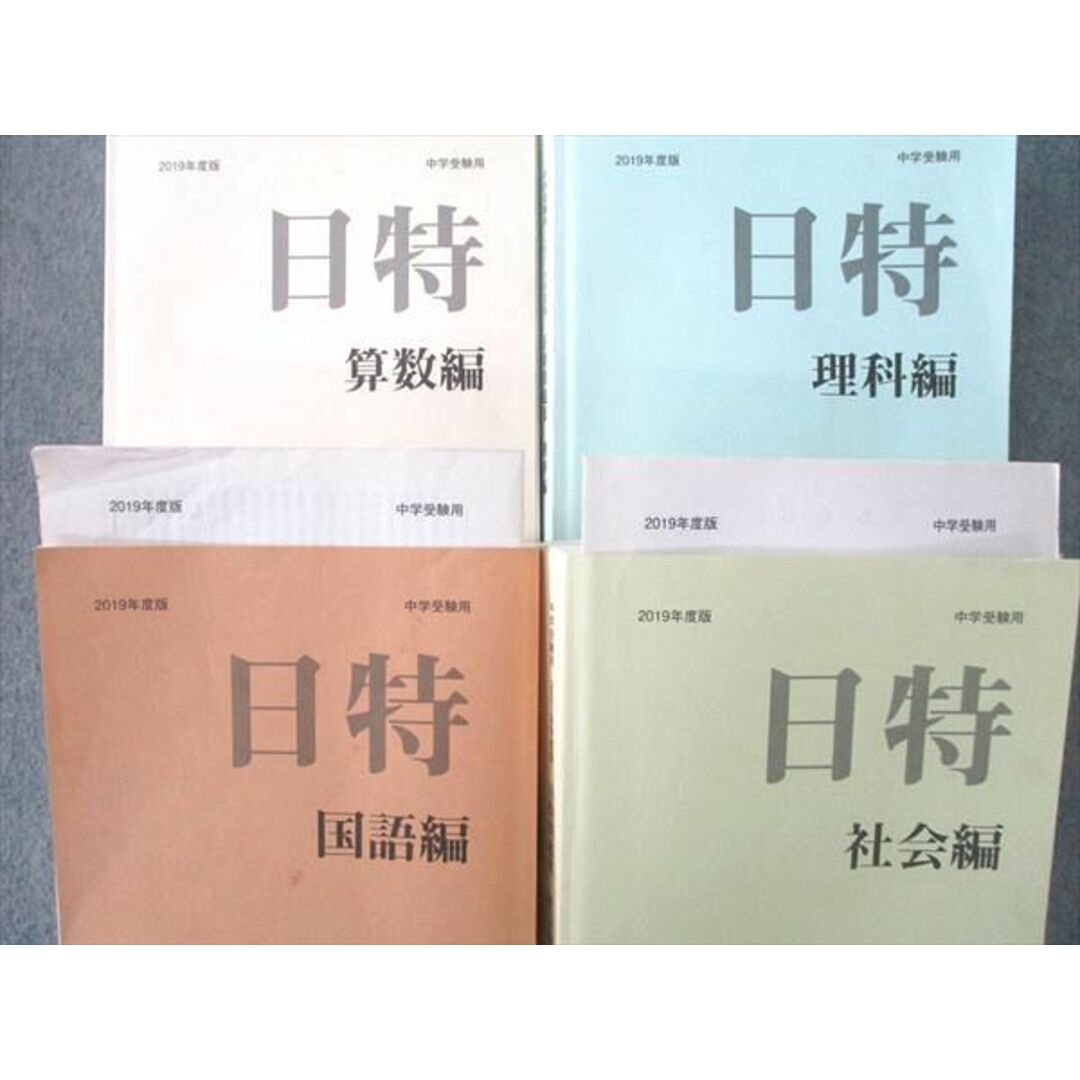 2019年度版 中学受験用
日特
算数編
2019年度版 中学受験用
日特
理科編
2019年度版 中学受験用
2019年度版 中学受験用
2019年度版 中学受験用
日特
国語編
2019年度版 中学受験用
日特
社会編